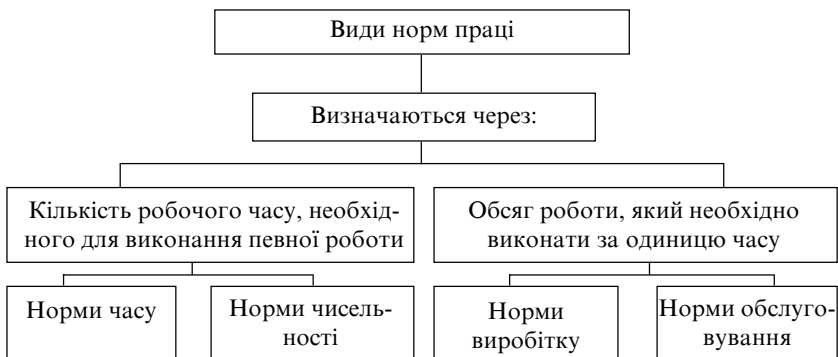 Види норм праці
Визначаються через:
Кількість робочого часу, необхід-
ного для виконання певної роботи
Обсяг роботи, який необхідно
виконати за одиницю часу
Норми часу
Норми чисель-
ності
Норми
виробітку
Норми обслуго-
вування